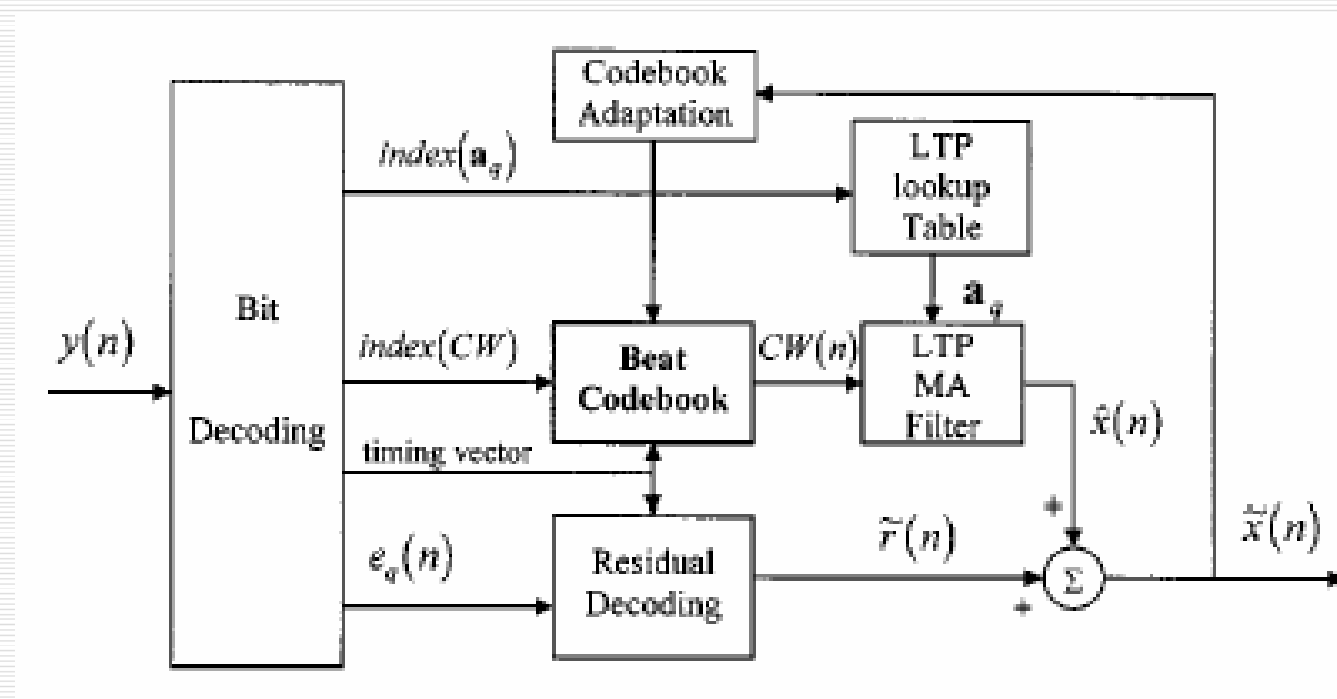 Codebook
Adaptation
index(a_q)
LTP
lookup
Table
a_q
Bit
Decoding
y(n)
index(CW)
Beat
Codebook
CW(n)
LTP
MA
Filter
x̂(n)
timing vector
e_q(n)
Residual
Decoding
r̃(n)
+
+
Σ
x̃(n)